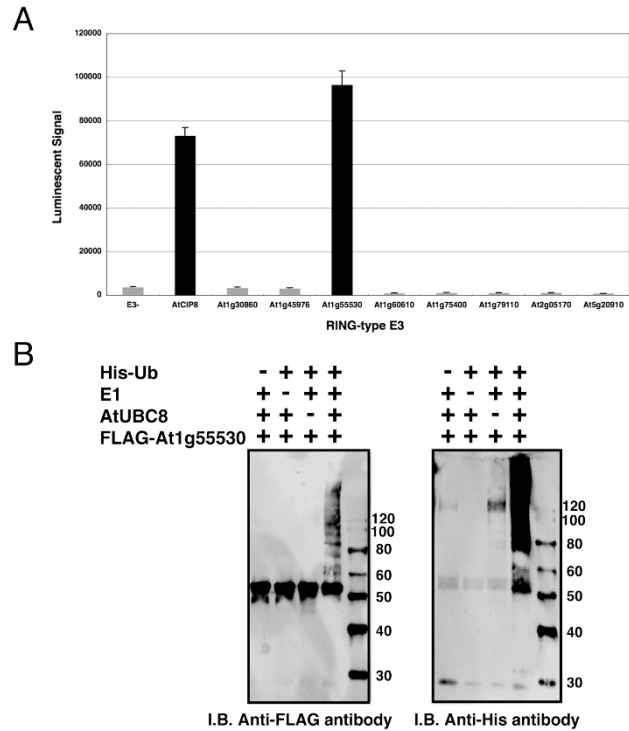 A
120000
100000
80000
60000
40000
20000
0
Luminescent Signal
E3- AtCIP8 At1g30860 At1g45976 At1g55530 At1g60610 At1g75400 At1g79110 At2g05170 At5g20910
RING-type E3
B
His-Ub - + + + - + + +
E1 + - + + + - + +
AtUBC8 + + - + + + - +
FLAG-At1g55530 + + + + + + + +
120 120
100 100
80 80
60 60
50 50
40 40
30 30
I.B. Anti-FLAG antibody I.B. Anti-His antibody